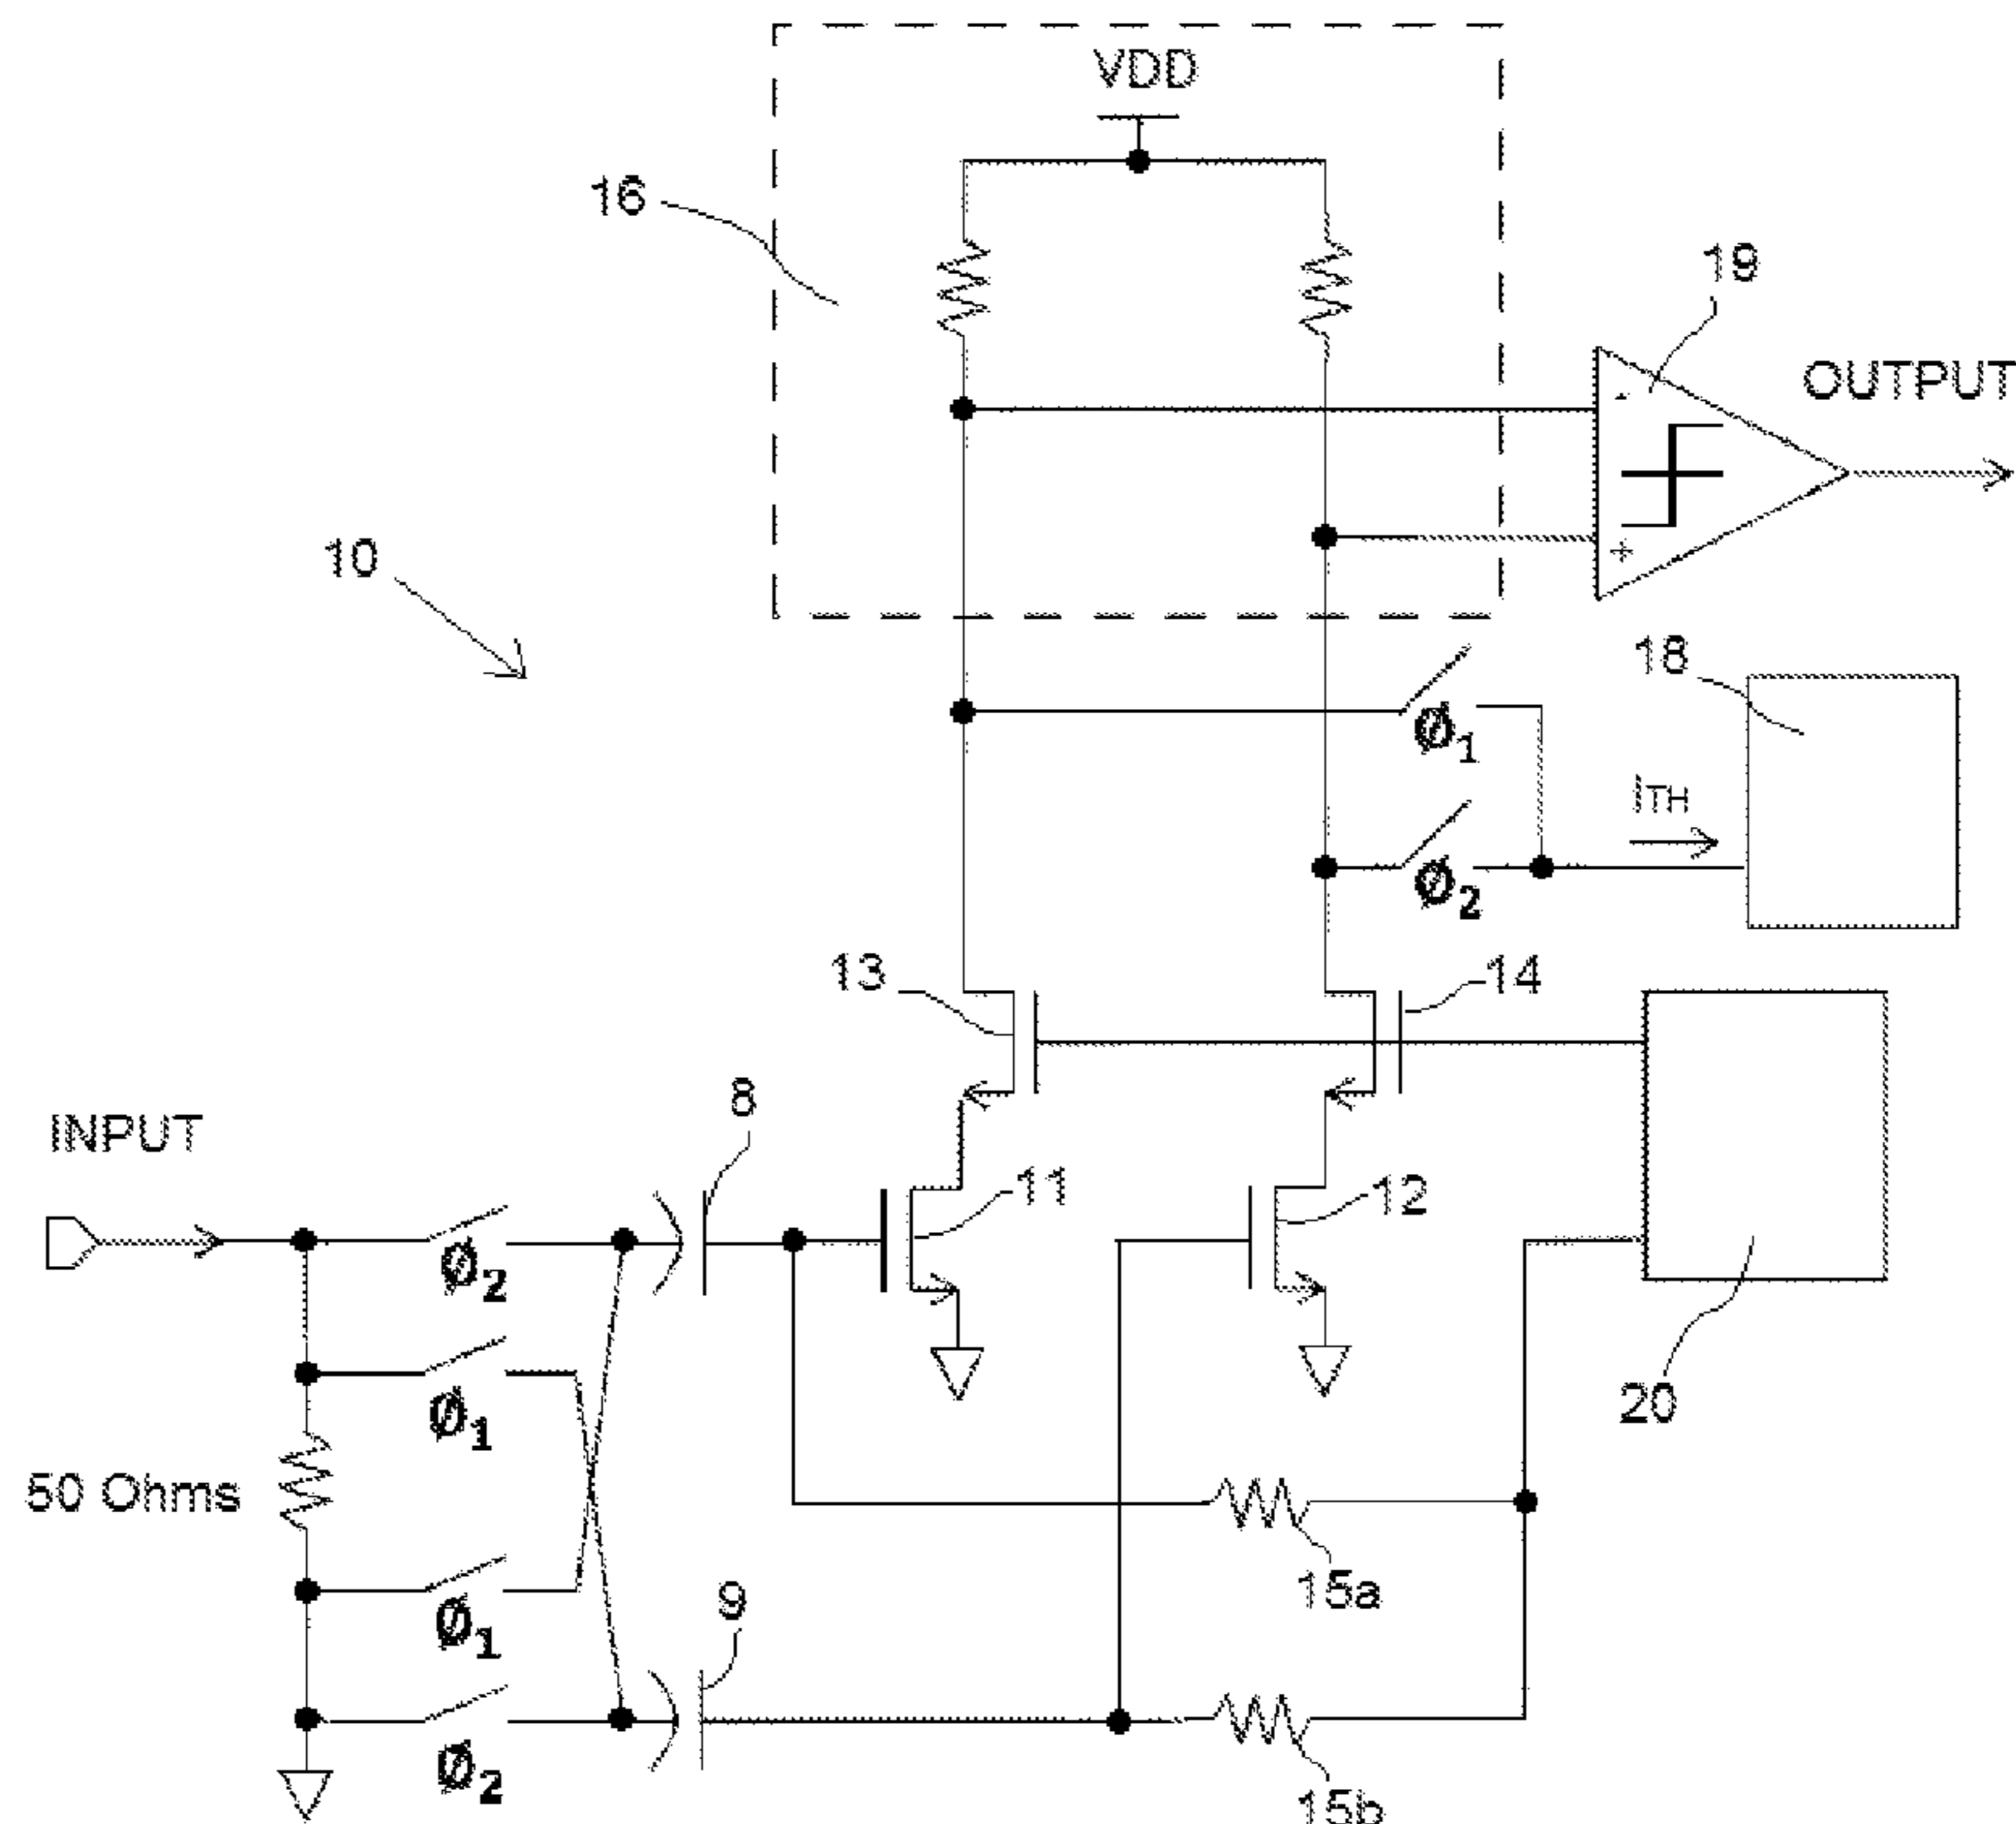 VDD
16
19
OUTPUT
10
18
Ø1
ITH
Ø2
13
14
8
INPUT
11
12
Ø2
Ø1
20
50 Ohms
15a
9
Ø1
Ø2
15b
-
+